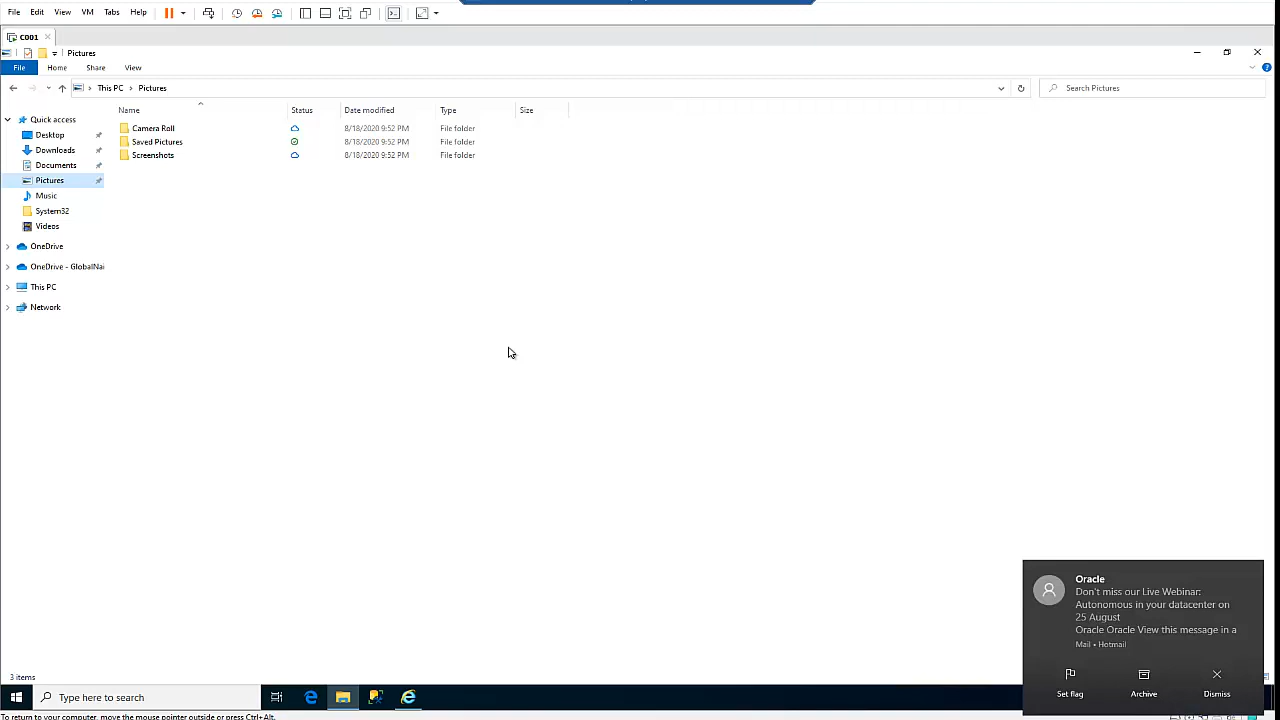 File Edit View VM Tabs Help
C001
Pictures
File Home Share View
This PC Pictures
Search Pictures
Name Status Date modified Type Size
Quick access
Desktop
Downloads
Documents
Pictures
Music
System32
Videos
OneDrive
OneDrive - GlobalNai
This PC
Network
Camera Roll 8/18/2020 9:52 PM File folder
Saved Pictures 8/18/2020 9:52 PM File folder
Screenshots 8/18/2020 9:52 PM File folder
Oracle
Don't miss our Live Webinar:
Autonomous in your datacenter on
25 August
Oracle Oracle View this message in a
Mail • Hotmail
Set flag Archive Dismiss
3 items
Type here to search
To return to your computer, move the mouse pointer outside or press Ctrl+Alt.